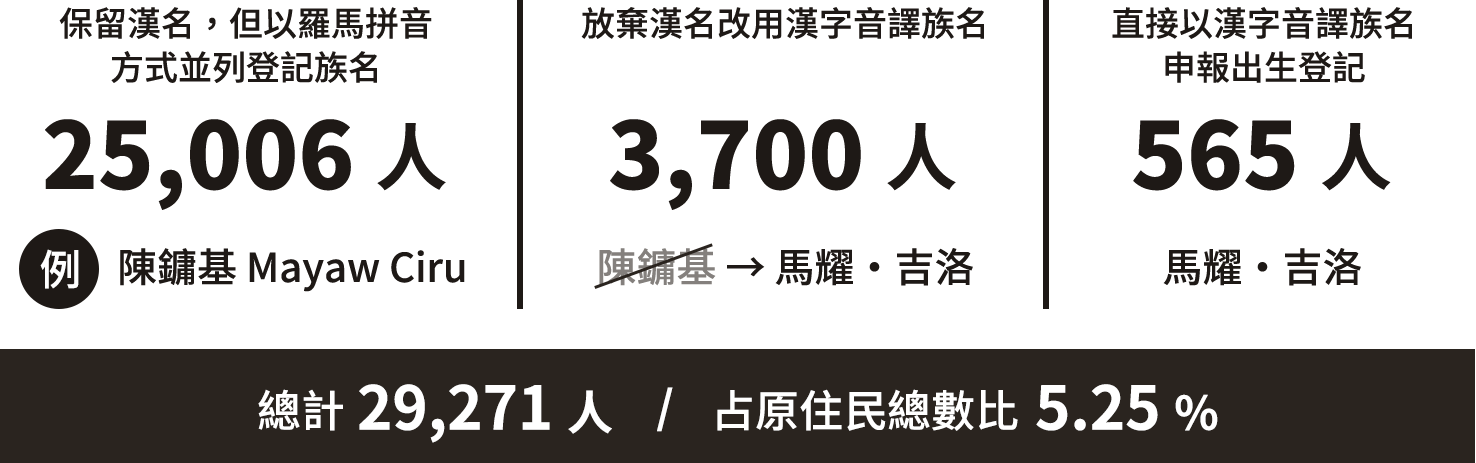 保留漢名，但以羅馬拼音
方式並列登記族名
25,006 人
例 陳鏞基 Mayaw Ciru
放棄漢名改用漢字音譯族名
3,700 人
陳鏞基 → 馬耀・吉洛
直接以漢字音譯族名
申報出生登記
565 人
馬耀・吉洛
總計 29,271 人 / 占原住民總數比 5.25 %